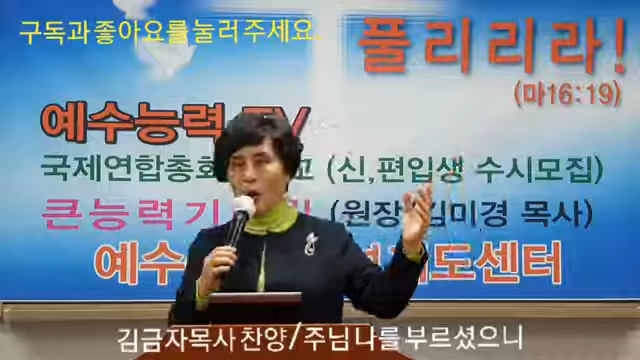 구독과좋아요를눌러주세요.
풀리리라!
(마16:19)
예수능력 TV
국제연합총회 교 (신,편입생 수시모집)
큰능력기 (원장 김미경 목사)
예수 도센터
김금자목사찬양/주님나를부르셨으니